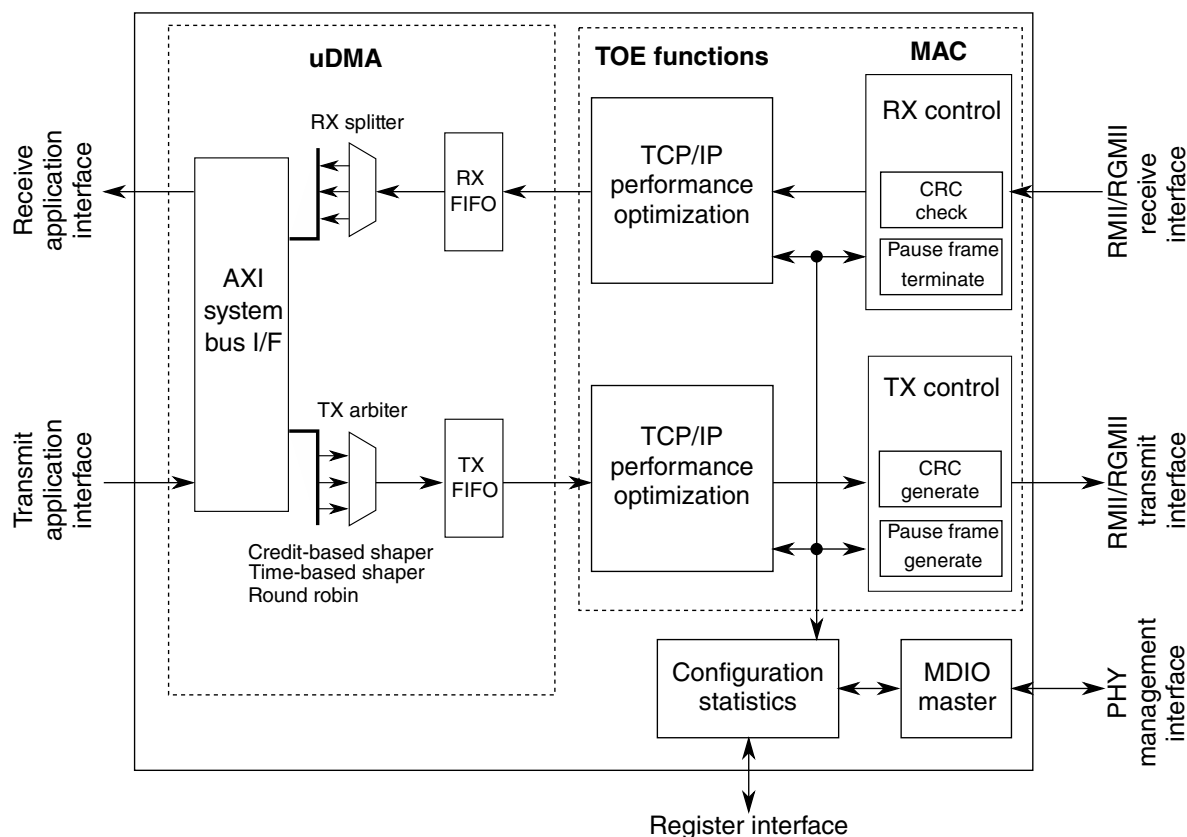 uDMA
TOE functions
MAC
Receive
application
interface
AXI
system
bus I/F
RX splitter
RX
FIFO
TCP/IP
performance
optimization
RX control
CRC
check
Pause frame
terminate
RMII/RGMII
receive
interface
Transmit
application
interface
TX arbiter
TX
FIFO
Credit-based shaper
Time-based shaper
Round robin
TCP/IP
performance
optimization
TX control
CRC
generate
Pause frame
generate
RMII/RGMII
transmit
interface
Configuration
statistics
MDIO
master
PHY
management
interface
Register interface